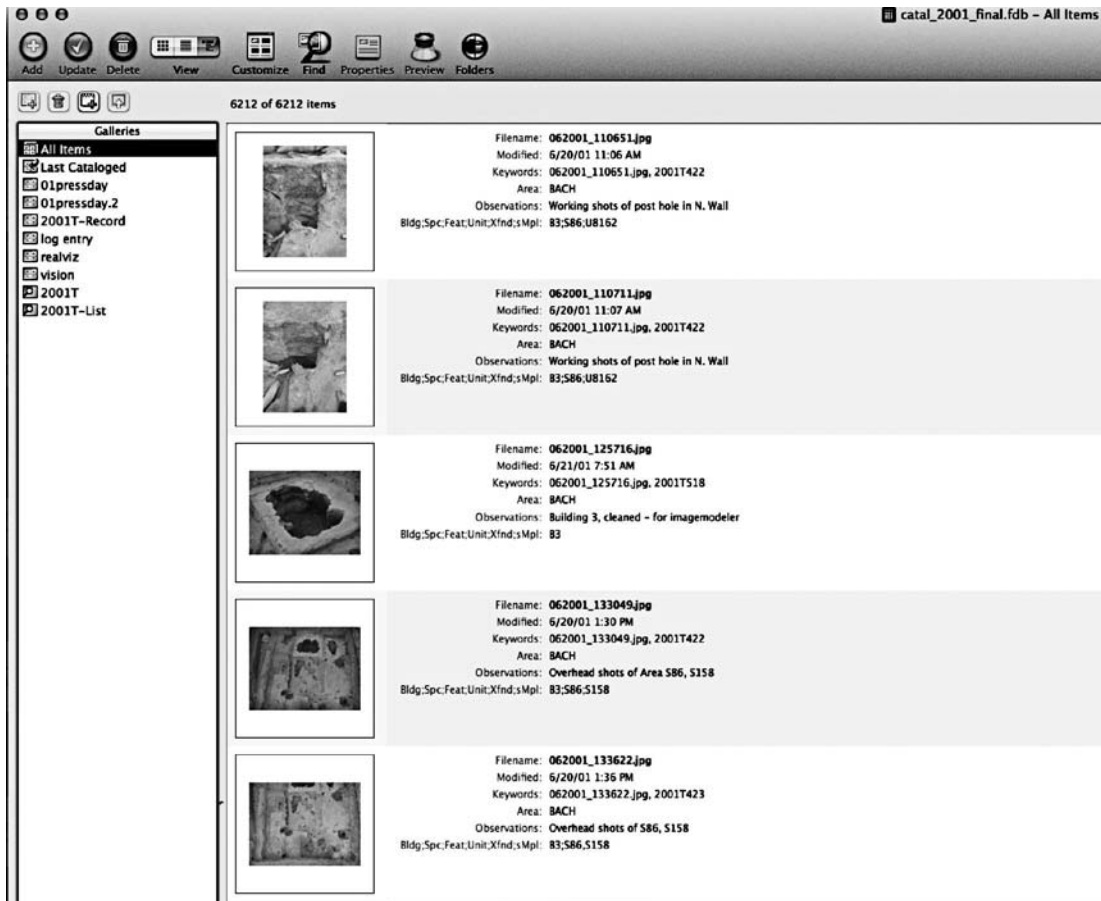 catal_2001_final.fdb – All Items
Add Update Delete View Customize Find Properties Preview Folders
6212 of 6212 items
Galleries
All Items
Last Cataloged
01pressday
01pressday.2
2001T-Record
log entry
realviz
vision
2001T
2001T-List
Filename: 062001_110651.jpg
Modified: 6/20/01 11:06 AM
Keywords: 062001_110651.jpg, 2001T422
Area: BACH
Observations: Working shots of post hole in N. Wall
Bldg;Spc;Feat;Unit;Xfnd;sMpl: B3;S86;U8162
Filename: 062001_110711.jpg
Modified: 6/20/01 11:07 AM
Keywords: 062001_110711.jpg, 2001T422
Area: BACH
Observations: Working shots of post hole in N. Wall
Bldg;Spc;Feat;Unit;Xfnd;sMpl: B3;S86;U8162
Filename: 062001_125716.jpg
Modified: 6/21/01 7:51 AM
Keywords: 062001_125716.jpg, 2001T518
Area: BACH
Observations: Building 3, cleaned – for imagemodeler
Bldg;Spc;Feat;Unit;Xfnd;sMpl: B3
Filename: 062001_133049.jpg
Modified: 6/20/01 1:30 PM
Keywords: 062001_133049.jpg, 2001T422
Area: BACH
Observations: Overhead shots of Area S86, S158
Bldg;Spc;Feat;Unit;Xfnd;sMpl: B3;S86,S158
Filename: 062001_133622.jpg
Modified: 6/20/01 1:36 PM
Keywords: 062001_133622.jpg, 2001T423
Area: BACH
Observations: Overhead shots of S86, S158
Bldg;Spc;Feat;Unit;Xfnd;sMpl: B3;S86,S158